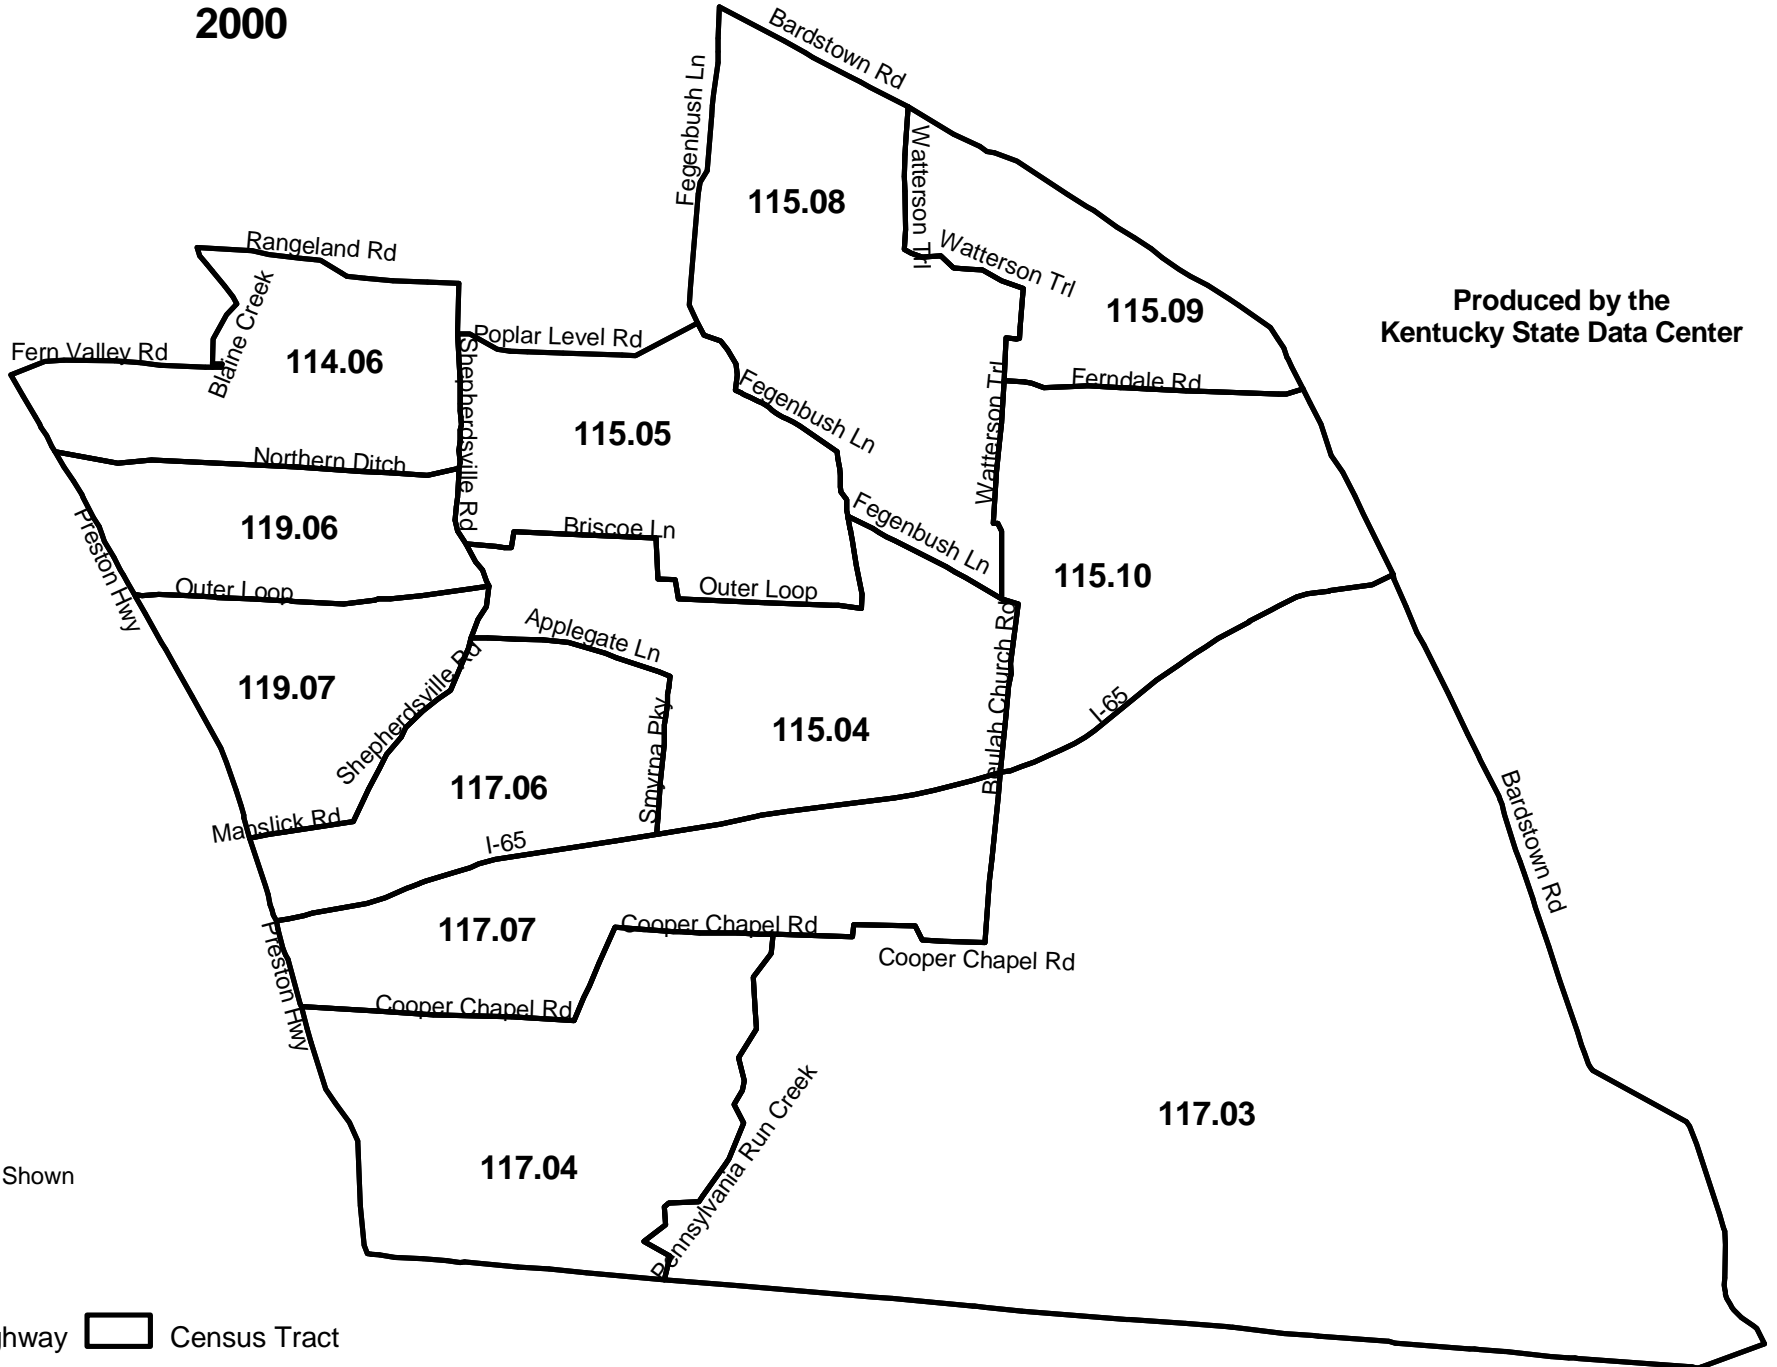 2000
Bardstown Rd
Fegenbush Ln
Watterson Trl
115.08
Watterson Trl
Rangeland Rd
Blaine Creek
115.09
Produced by the
Kentucky State Data Center
Poplar Level Rd
Fern Valley Rd
114.06
Shepherdsville Rd
Fegenbush Ln
Ferndale Rd
Watterson Trl
115.05
Northern Ditch
Preston Hwy
119.06
Briscoe Ln
Fegenbush Ln
115.10
Outer Loop
Outer Loop
Applegate Ln
Beulah Church Rd
119.07
Shepherdsville Rd
Smyrna Pky
115.04
I-65
117.06
Manslick Rd
I-65
Bardstown Rd
117.07
Cooper Chapel Rd
Cooper Chapel Rd
Preston Hwy
Cooper Chapel Rd
Pennsylvania Run Creek
117.03
117.04
Shown
ghway
Census Tract